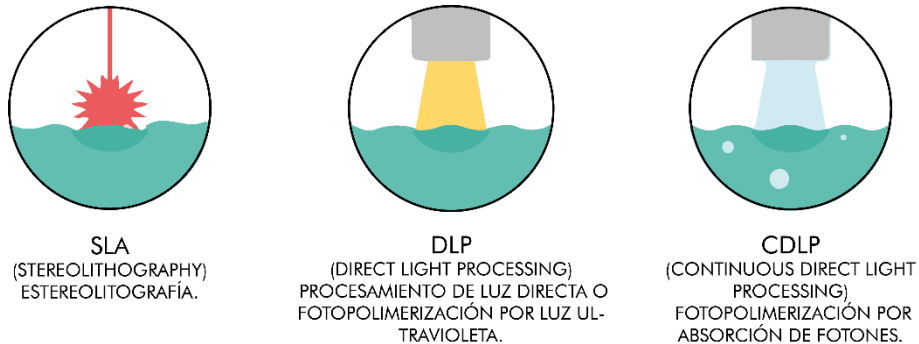 SLA
(STEREOLITHOGRAPHY)
ESTEREOLITOGRAFÍA.
DLP
(DIRECT LIGHT PROCESSING)
PROCESAMIENTO DE LUZ DIRECTA O
FOTOPOLIMERIZACIÓN POR LUZ UL-
TRAVIOLETA.
CDLP
(CONTINUOUS DIRECT LIGHT
PROCESSING)
FOTOPOLIMERIZACIÓN POR
ABSORCIÓN DE FOTONES.